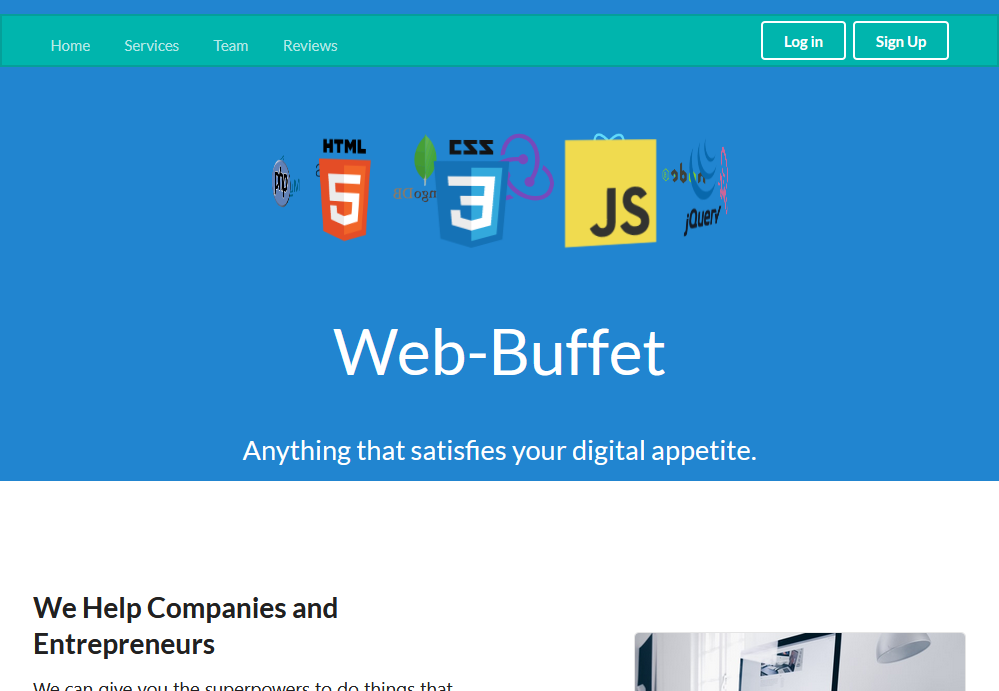 Home Services Team Reviews Log in Sign Up
HTML CSS
php 5 3 JS
jQuery
Web-Buffet
Anything that satisfies your digital appetite.
We Help Companies and
Entrepreneurs
We can give you the superpowers to do things that